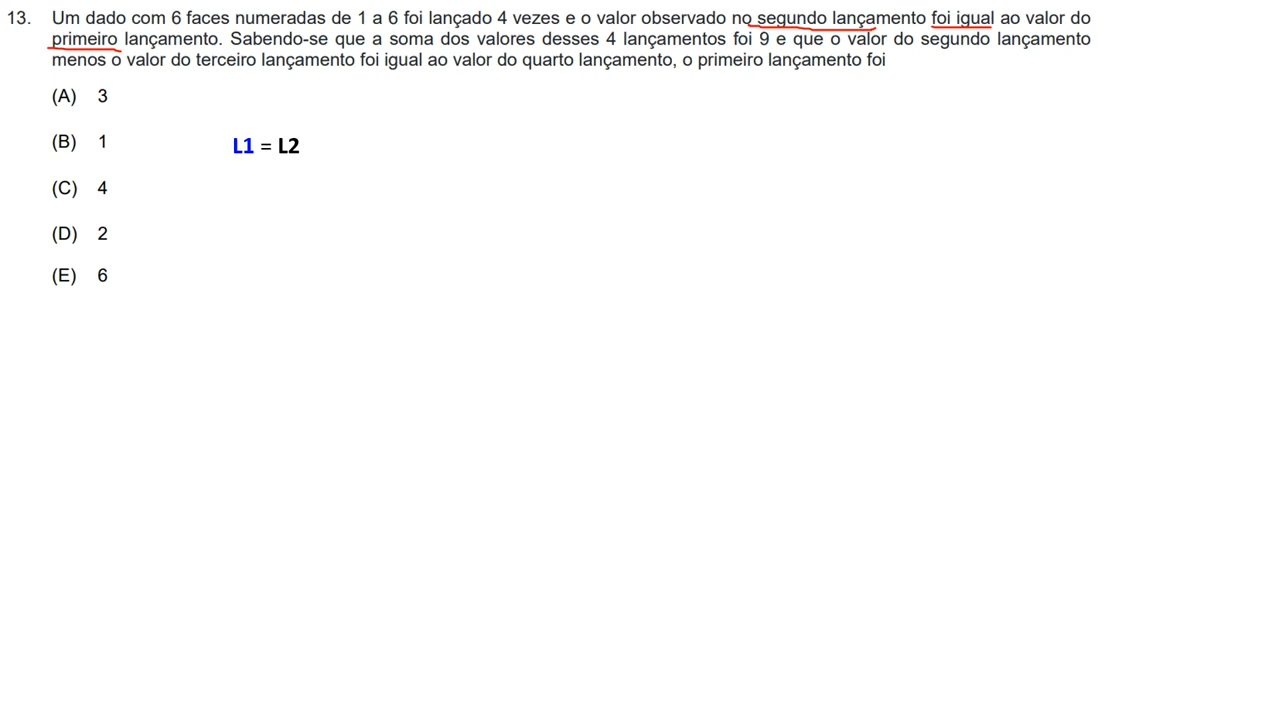 13. Um dado com 6 faces numeradas de 1 a 6 foi lançado 4 vezes e o valor observado no segundo lançamento foi igual ao valor do
primeiro lançamento. Sabendo-se que a soma dos valores desses 4 lançamentos foi 9 e que o valor do segundo lançamento
menos o valor do terceiro lançamento foi igual ao valor do quarto lançamento, o primeiro lançamento foi
(A) 3
(B) 1
L1 = L2
(C) 4
(D) 2
(E) 6